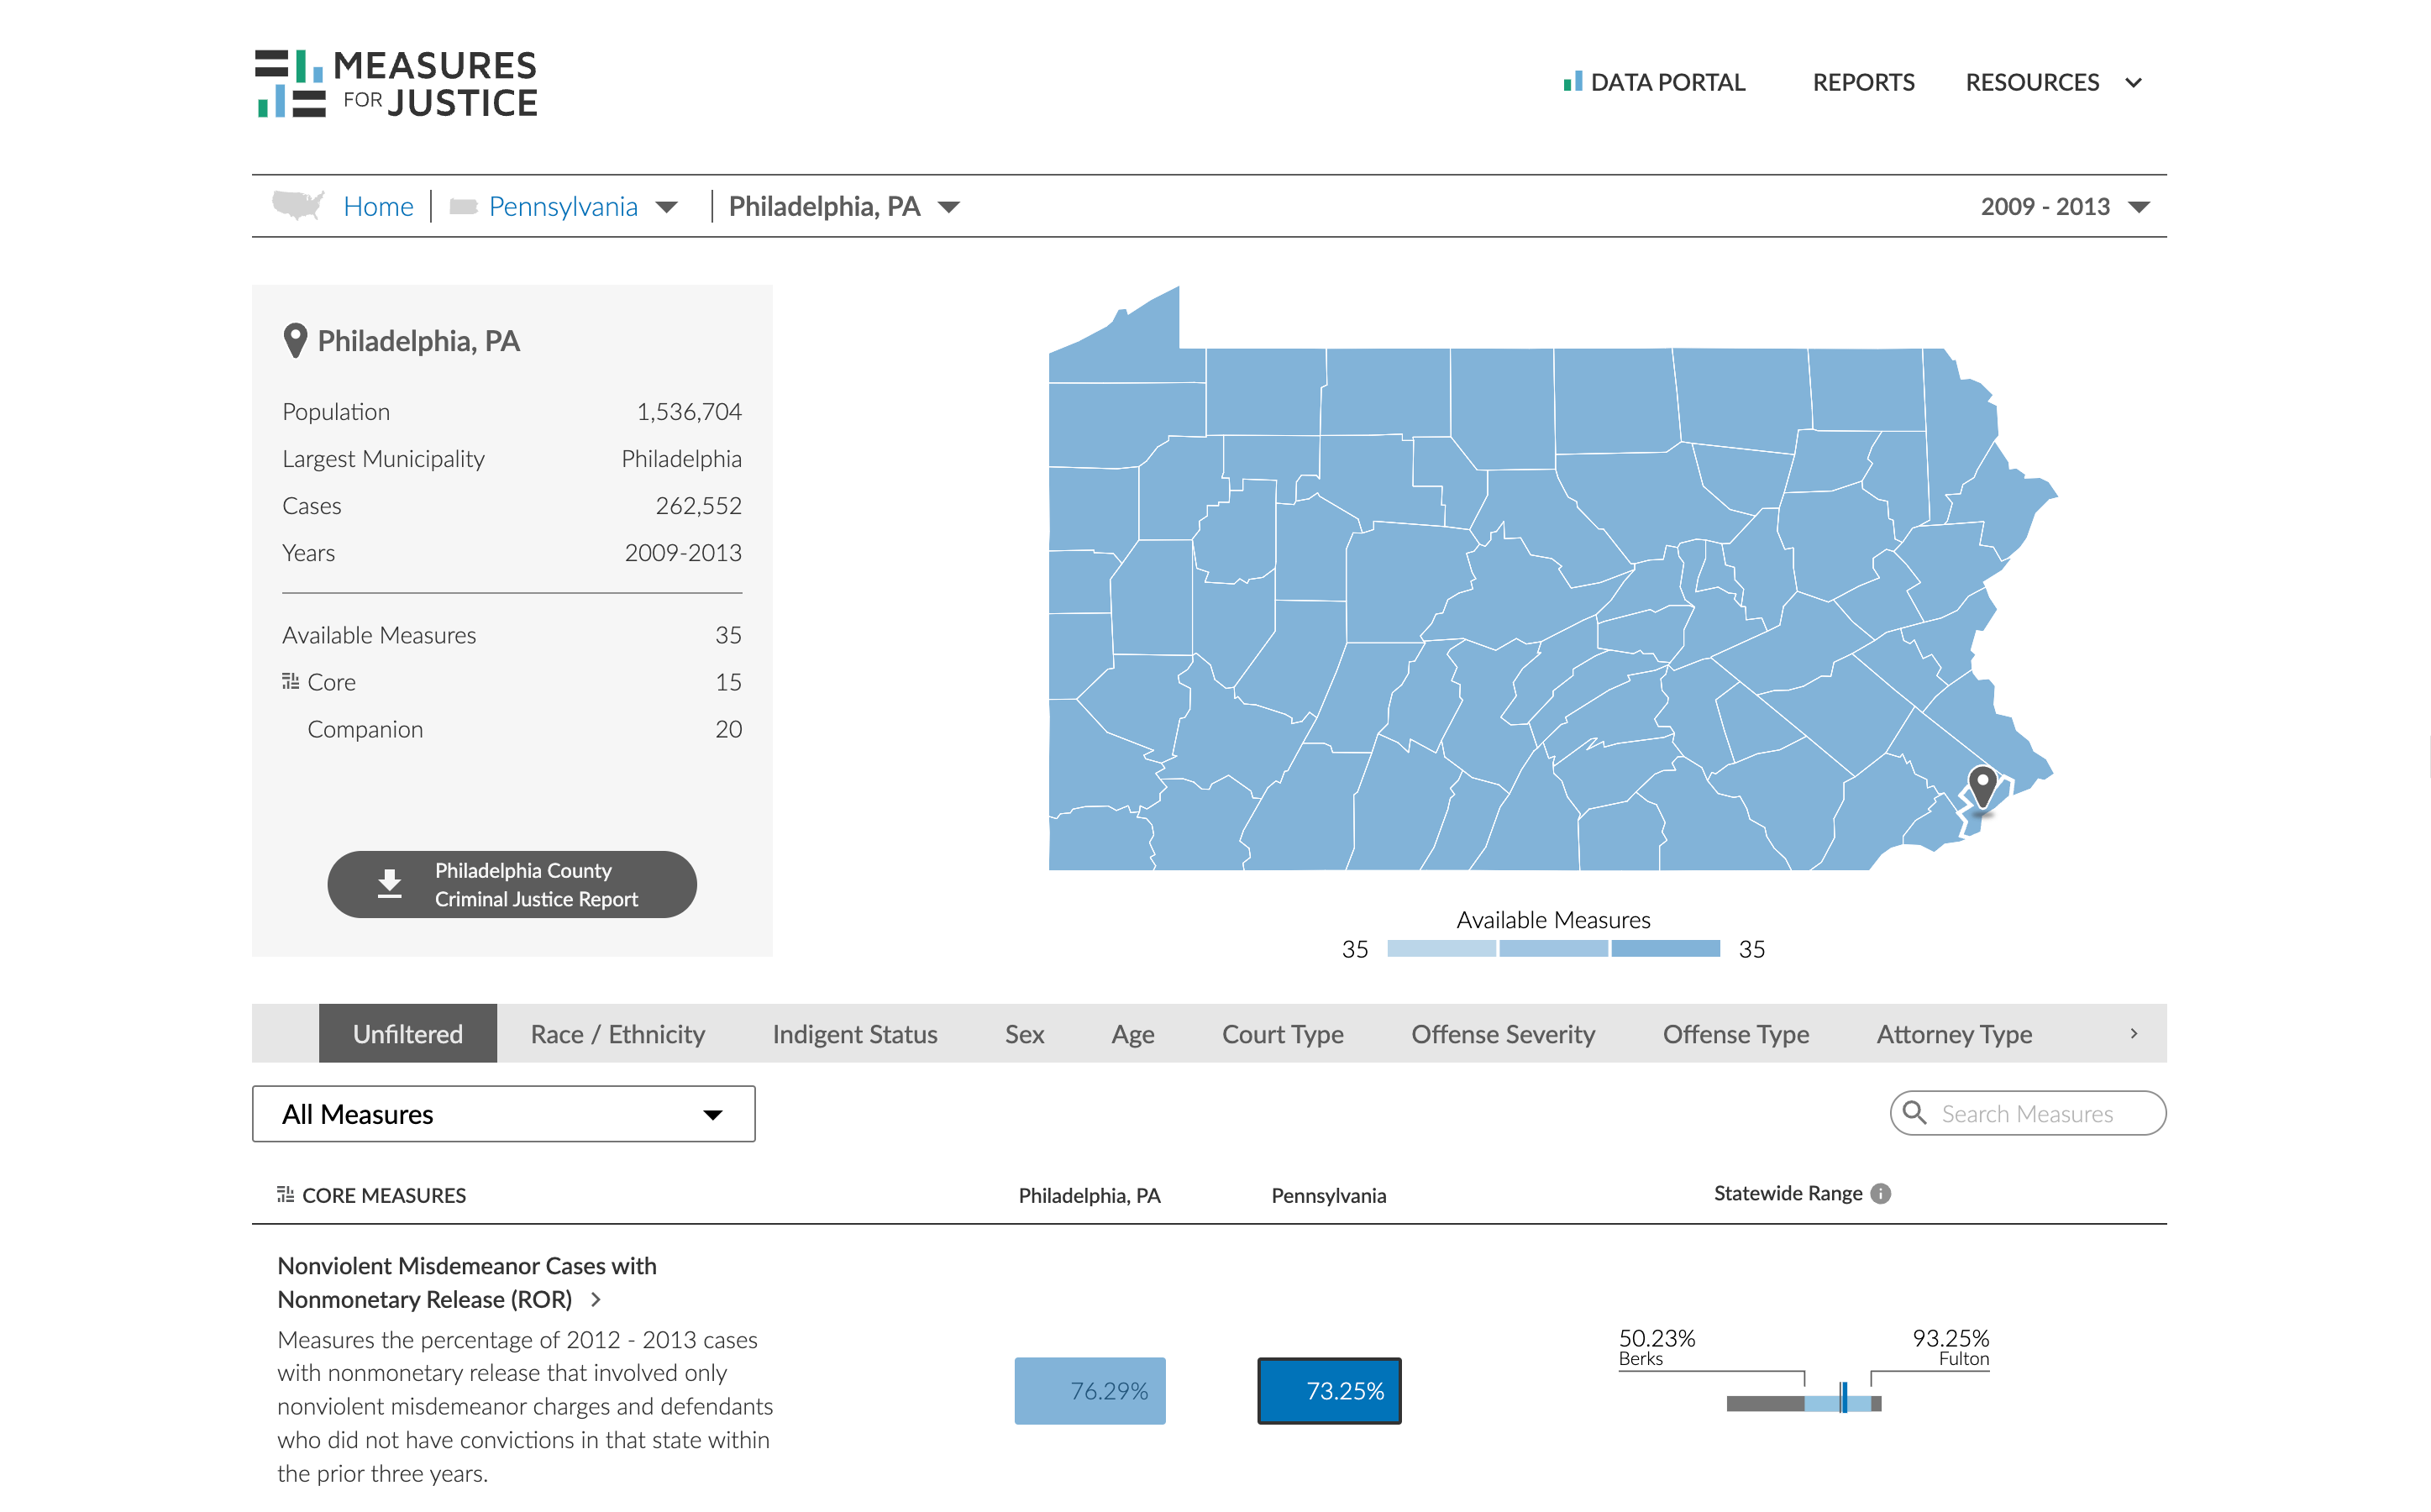 MEASURES
FOR JUSTICE
DATA PORTAL
REPORTS
RESOURCES
Home
Pennsylvania
Philadelphia, PA
2009 - 2013
Philadelphia, PA
Population 1,536,704
Largest Municipality Philadelphia
Cases 262,552
Years 2009-2013
Available Measures 35
Core 15
Companion 20
Philadelphia County
Criminal Justice Report
Available Measures
35 35
Unfiltered Race / Ethnicity Indigent Status Sex Age Court Type Offense Severity Offense Type Attorney Type
All Measures
Search Measures
CORE MEASURES Philadelphia, PA Pennsylvania Statewide Range
Nonviolent Misdemeanor Cases with
Nonmonetary Release (ROR)
Measures the percentage of 2012 - 2013 cases
with nonmonetary release that involved only
nonviolent misdemeanor charges and defendants
who did not have convictions in that state within
the prior three years.
76.29%
73.25%
50.23% 93.25%
Berks Fulton